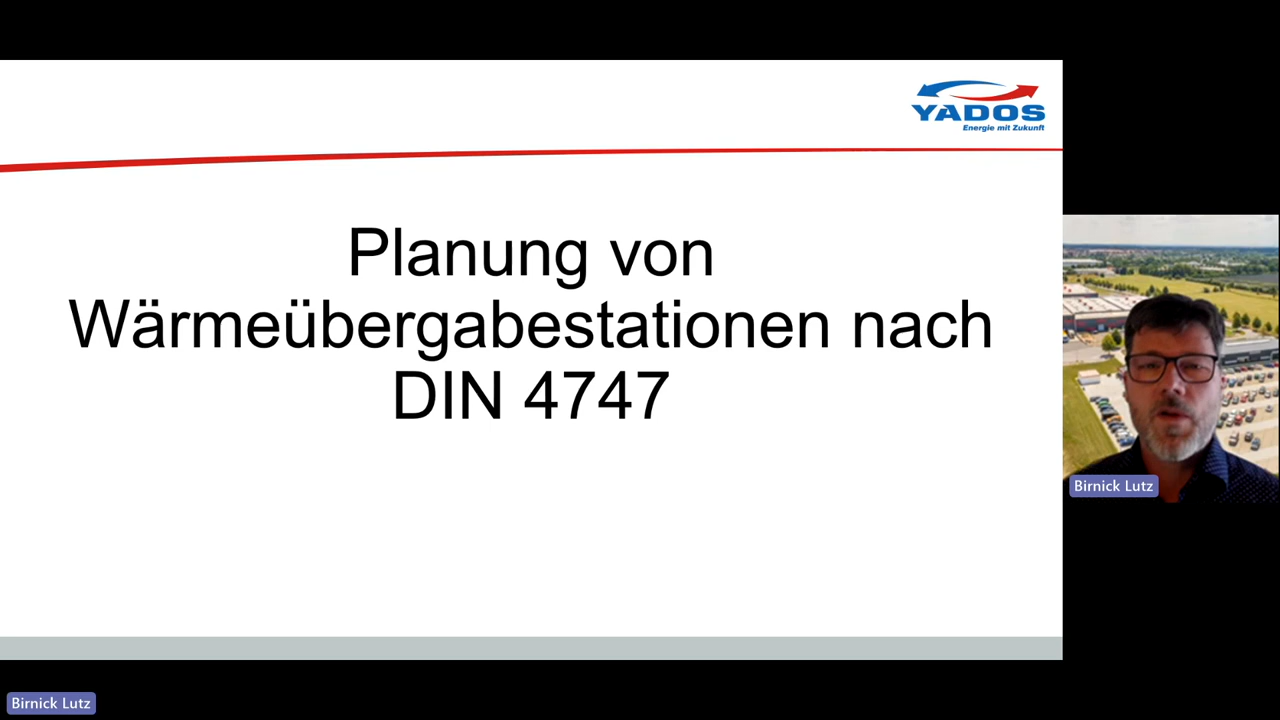 YADOS
Energie mit Zukunft
Planung von
Wärmeübergabestationen nach
DIN 4747
Birnick Lutz
Birnick Lutz